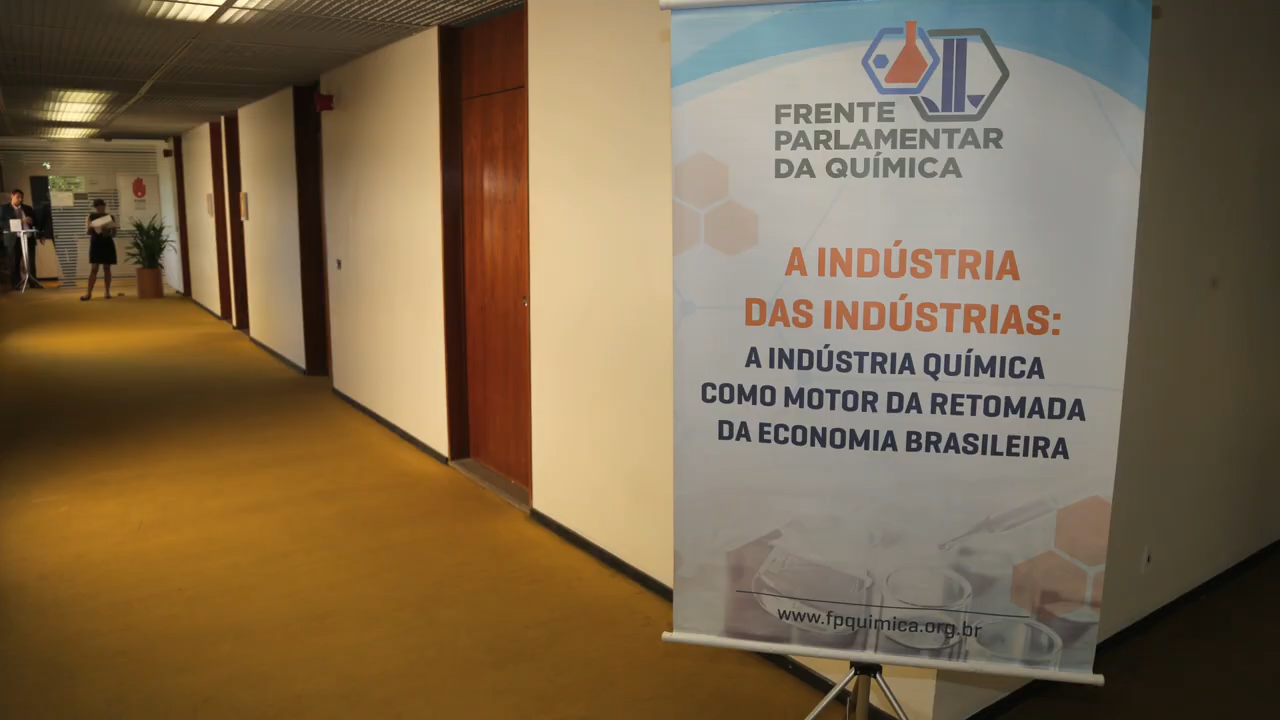 FRENTE
PARLAMENTAR
DA QUÍMICA
A INDÚSTRIA
DAS INDÚSTRIAS:
A INDÚSTRIA QUÍMICA
COMO MOTOR DA RETOMADA
DA ECONOMIA BRASILEIRA
www.fpquimica.org.br